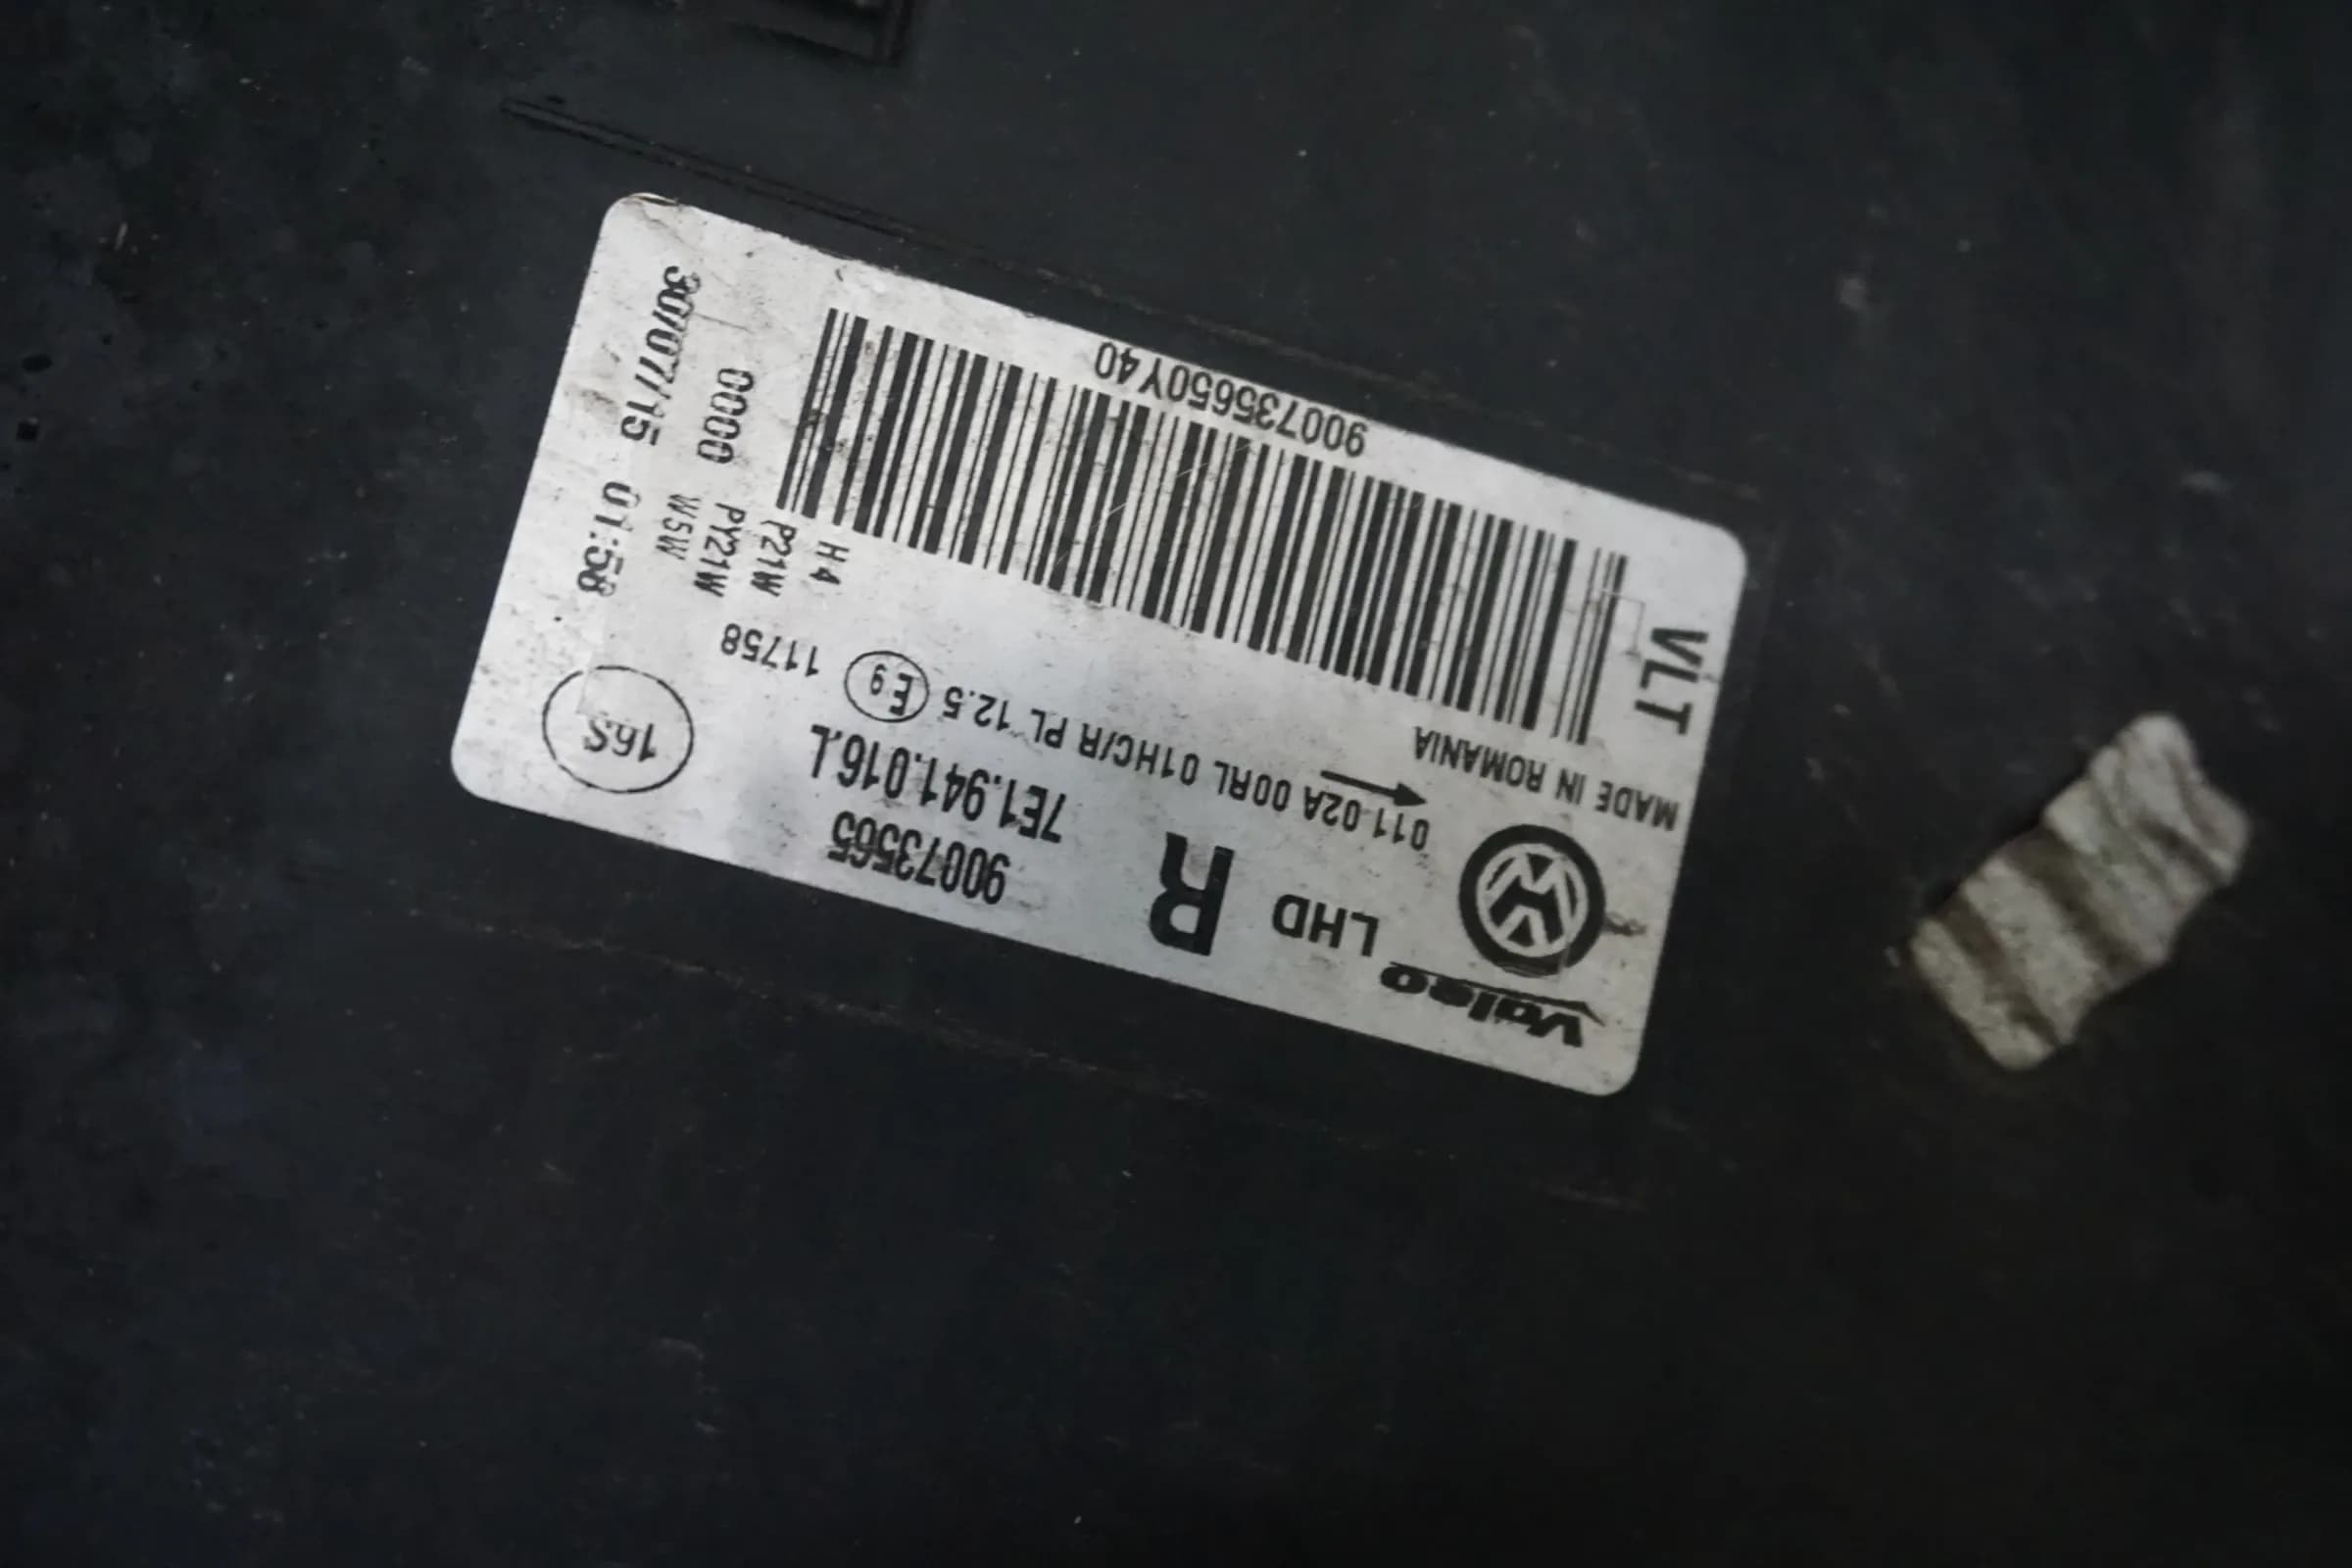 Valeo
LHD
R
90073565
7E1.941.016.L
011 02A 00RL 01HC/R PL 12.5 E9 11758
16S
MADE IN ROMANIA
VLT
H4
P21W
PY21W
W5W
0000
30/07/15 01:58
900735650Y40